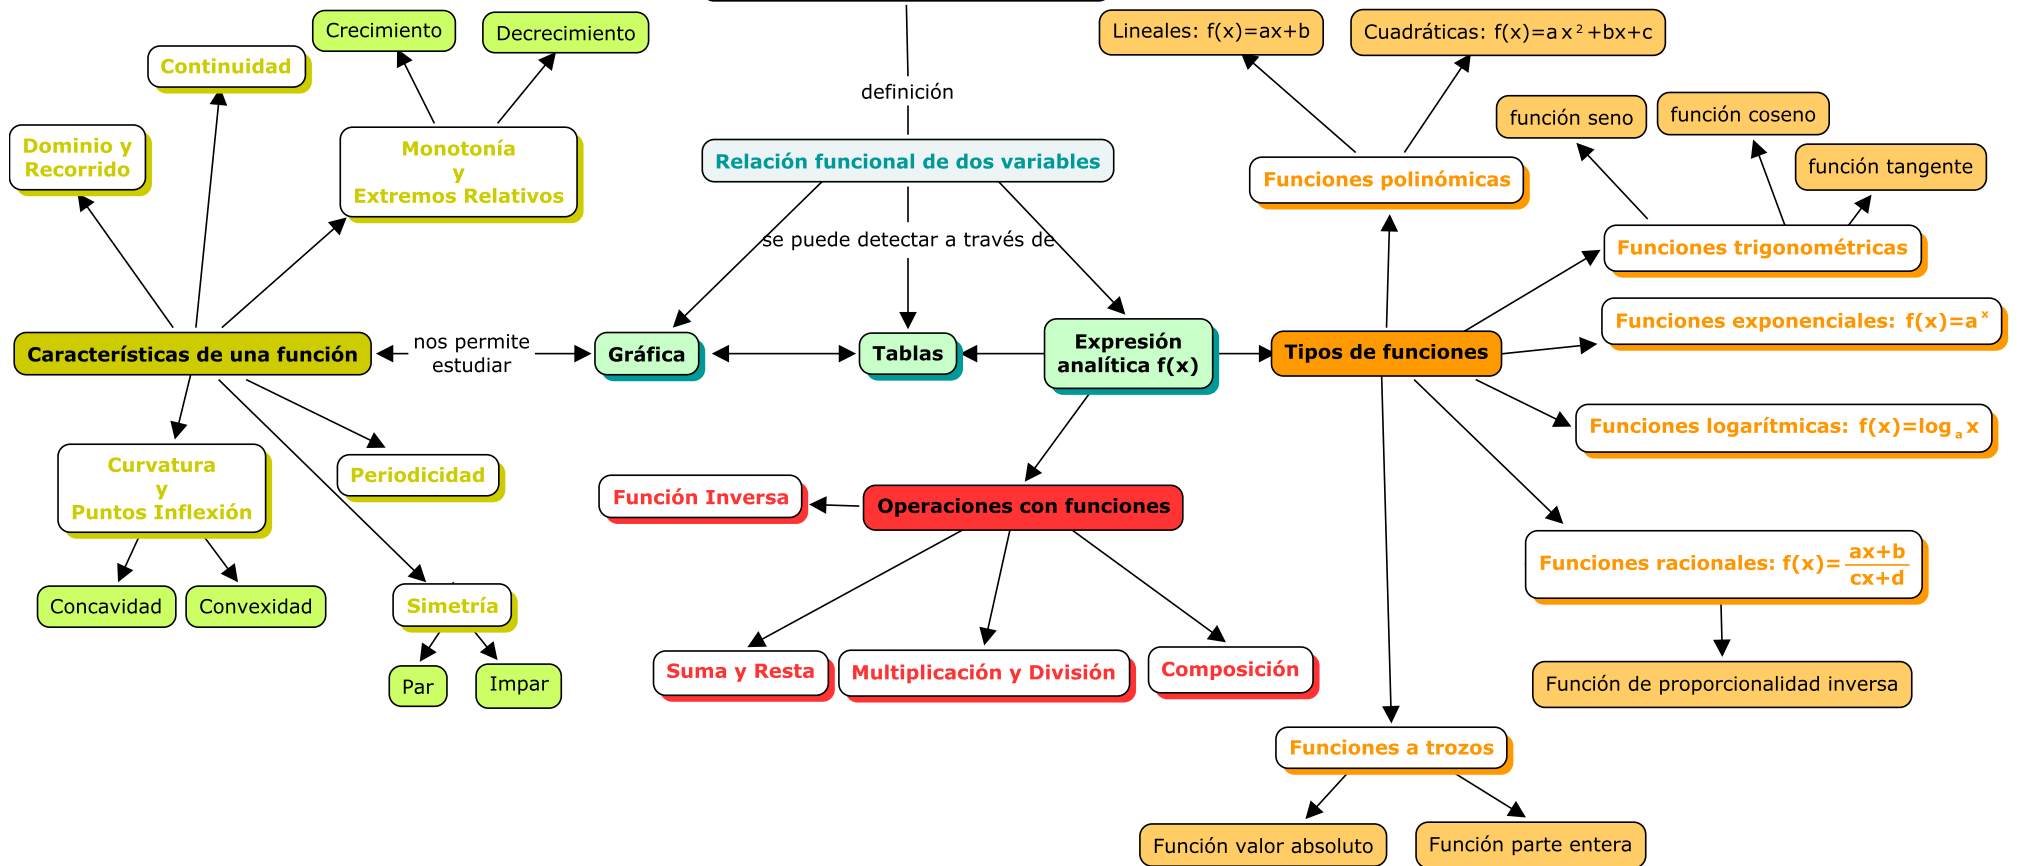 Crecimiento
Decrecimiento
Continuidad
Dominio y
Recorrido
Monotonía
y
Extremos Relativos
definición
Relación funcional de dos variables
se puede detectar a través de
Lineales: f(x)=ax+b
Cuadráticas: f(x)=ax²+bx+c
función seno
función coseno
función tangente
Funciones polinómicas
Funciones trigonométricas
Funciones exponenciales: f(x)=aˣ
Características de una función
nos permite
estudiar
Gráfica
Tablas
Expresión
analítica f(x)
Tipos de funciones
Funciones logarítmicas: f(x)=logₐx
Curvatura
y
Puntos Inflexión
Periodicidad
Función Inversa
Operaciones con funciones
Funciones racionales: f(x)=
ax+b
cx+d
Concavidad
Convexidad
Simetría
Par
Impar
Suma y Resta
Multiplicación y División
Composición
Función de proporcionalidad inversa
Funciones a trozos
Función valor absoluto
Función parte entera